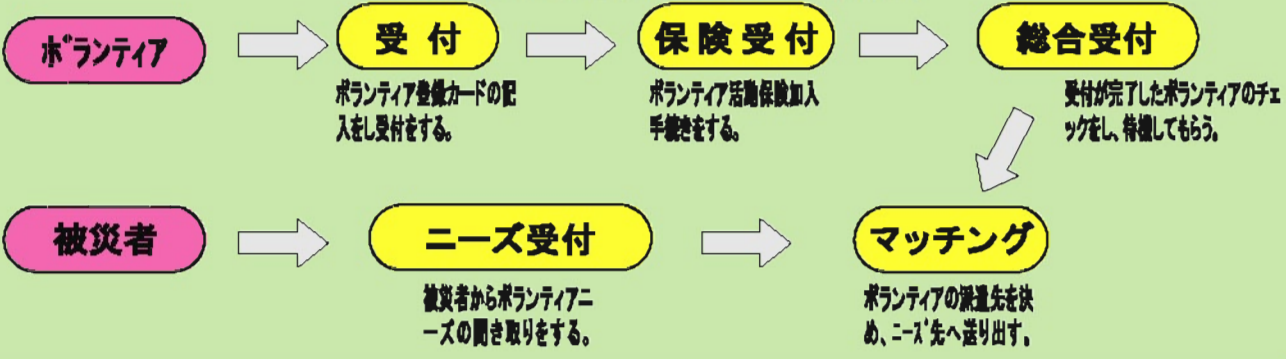 ボランティア
受付
保険受付
総合受付
ボランティア登録カードの記
入をし受付をする。
ボランティア活動保険加入
手続きをする。
受付が完了したボランティアのチェ
ックをし、待機してもらう。
被災者
ニーズ受付
マッチング
被災者からボランティアニ
ーズの聞き取りをする。
ボランティアの派遣先を決
め、ニーズ先へ送り出す。